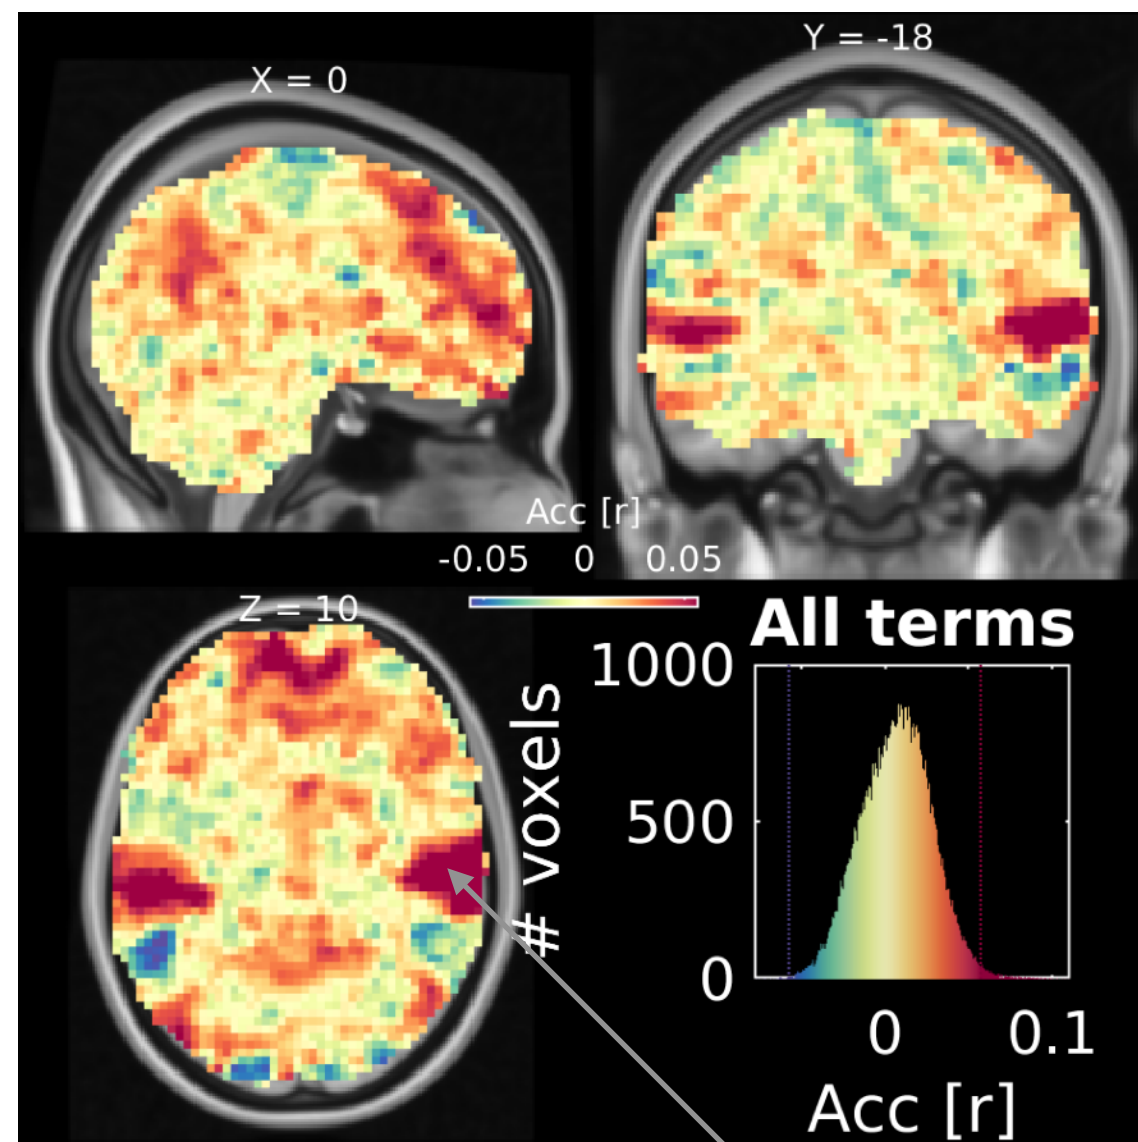 X = 0
Y = -18
Acc [r]
-0.05 0 0.05
Z = 10
All terms
# voxels
1000
500
0
0 0.1
Acc [r]